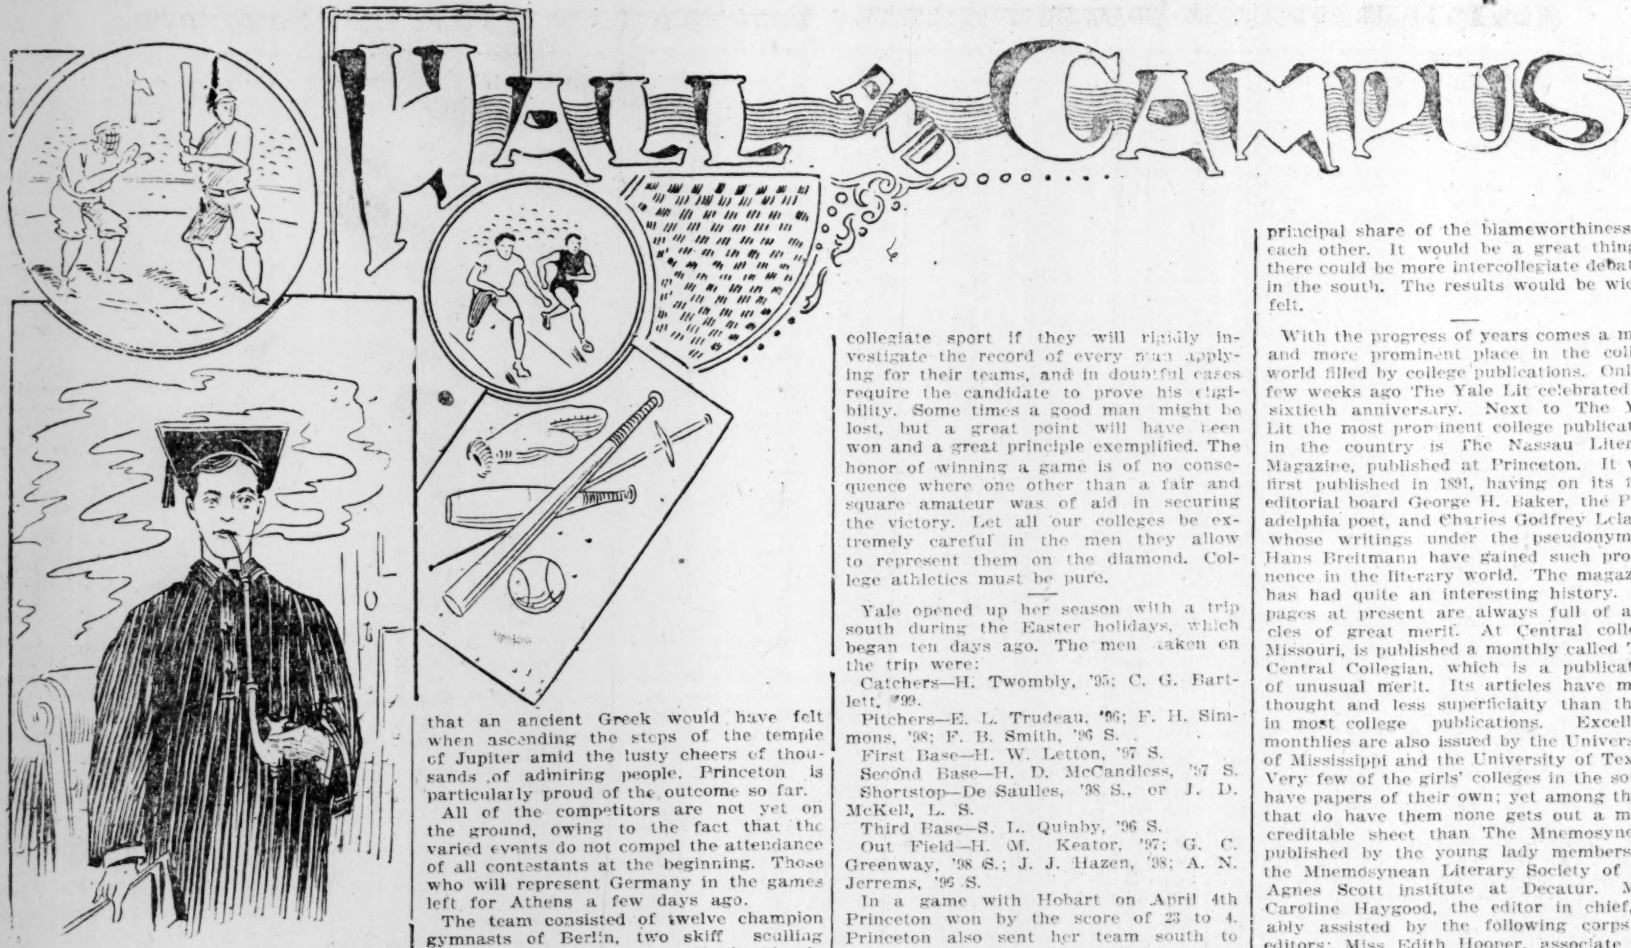 HALL AND CAMPUS
that an ancient Greek would have felt
when ascending the steps of the temple
of Jupiter amid the lusty cheers of thou-
sands of admiring people. Princeton is
particularly proud of the outcome so far.
All of the competitors are not yet on
the ground, owing to the fact that the
varied events do not compel the attendance
of all contestants at the beginning. Those
who will represent Germany in the games
left for Athens a few days ago.
The team consisted of twelve champion
gymnasts of Berlin, two skiff sculling
collegiate sport if they will rigidly in-
vestigate the record of every man apply-
ing for their teams, and in doubtful cases
require the candidate to prove his eligi-
bility. Some times a good man might be
lost, but a great point will have been
won and a great principle exemplified. The
honor of winning a game is of no conse-
quence where one other than a fair and
square amateur was of aid in securing
the victory. Let all our colleges be ex-
tremely careful in the men they allow
to represent them on the diamond. Col-
lege athletics must be pure.
Yale opened up her season with a trip
south during the Easter holidays, which
began ten days ago. The men taken on
the trip were:
Catchers—H. Twombly, '95; C. G. Bart-
lett, '99.
Pitchers—E. L. Trudeau, '96; F. H. Sim-
mons, '98; F. B. Smith, '96 S.
First Base—H. W. Letton, '97 S.
Second Base—H. D. McCandless, '97 S.
Shortstop—De Saulles, '98 S., or J. D.
McKell, L. S.
Third Base—S. L. Quinby, '96 S.
Out Field—H. M. Keator, '97; G. C.
Greenway, '98 S.; J. J. Hazen, '98; A. N.
Jerrems, '96 S.
In a game with Hobart on April 4th
Princeton won by the score of 23 to 4.
Princeton also sent her team south to
principal share of the blameworthiness
each other. It would be a great thing
there could be more intercollegiate debat
in the south. The results would be wid
felt.
With the progress of years comes a m
and more prominent place in the coll
world filled by college publications. Onl
few weeks ago The Yale Lit celebrated
sixtieth anniversary. Next to The Y
Lit the most prominent college publicat
in the country is The Nassau Liter
Magazine, published at Princeton. It w
first published in 1891, having on its f
editorial board George H. Baker, the P
adelphia poet, and Charles Godfrey Lela
whose writings under the pseudonym
Hans Breitmann have gained such pro
nence in the literary world. The magaz
has had quite an interesting history.
pages at present are always full of a
cles of great merit. At Central colle
Missouri, is published a monthly called T
Central Collegian, which is a publicat
of unusual merit. Its articles have m
thought and less superficiaity than th
in most college publications. Excell
monthlies are also issued by the Univers
of Mississippi and the University of Tex
Very few of the girls' colleges in the so
have papers of their own; yet among th
that do have them none gets out a m
creditable sheet than The Mnemosyne
published by the young lady members
the Mnemosynean Literary Society of
Agnes Scott institute at Decatur. M
Caroline Haygood, the editor in chief,
ably assisted by the following corps
editors: Miss Edith Hooper, associate